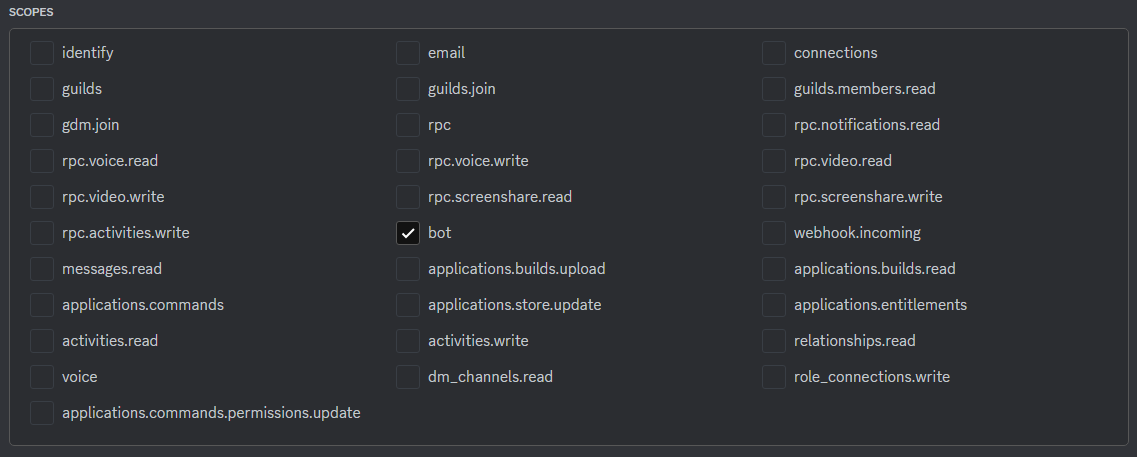 SCOPES
identify email connections
guilds guilds.join guilds.members.read
gdm.join rpc rpc.notifications.read
rpc.voice.read rpc.voice.write rpc.video.read
rpc.video.write rpc.screenshare.read rpc.screenshare.write
rpc.activities.write bot webhook.incoming
messages.read applications.builds.upload applications.builds.read
applications.commands applications.store.update applications.entitlements
activities.read activities.write relationships.read
voice dm_channels.read role_connections.write
applications.commands.permissions.update